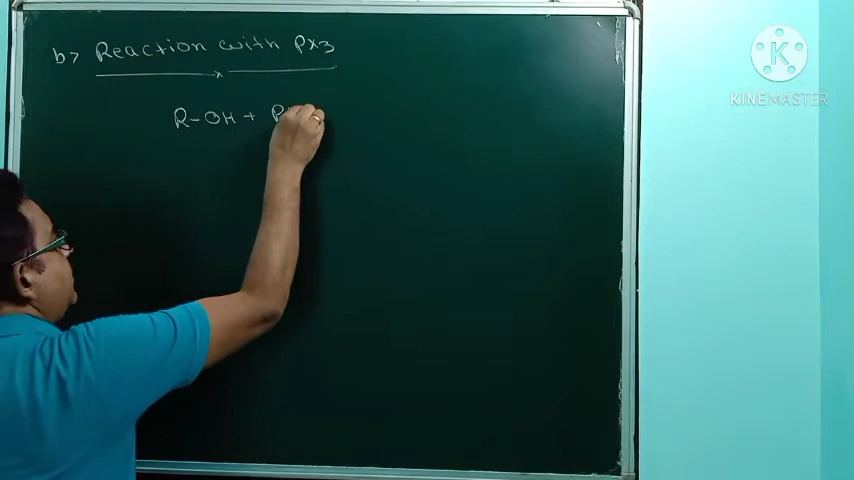 b> Reaction with PX3
R-OH + P
K
KINEMASTER